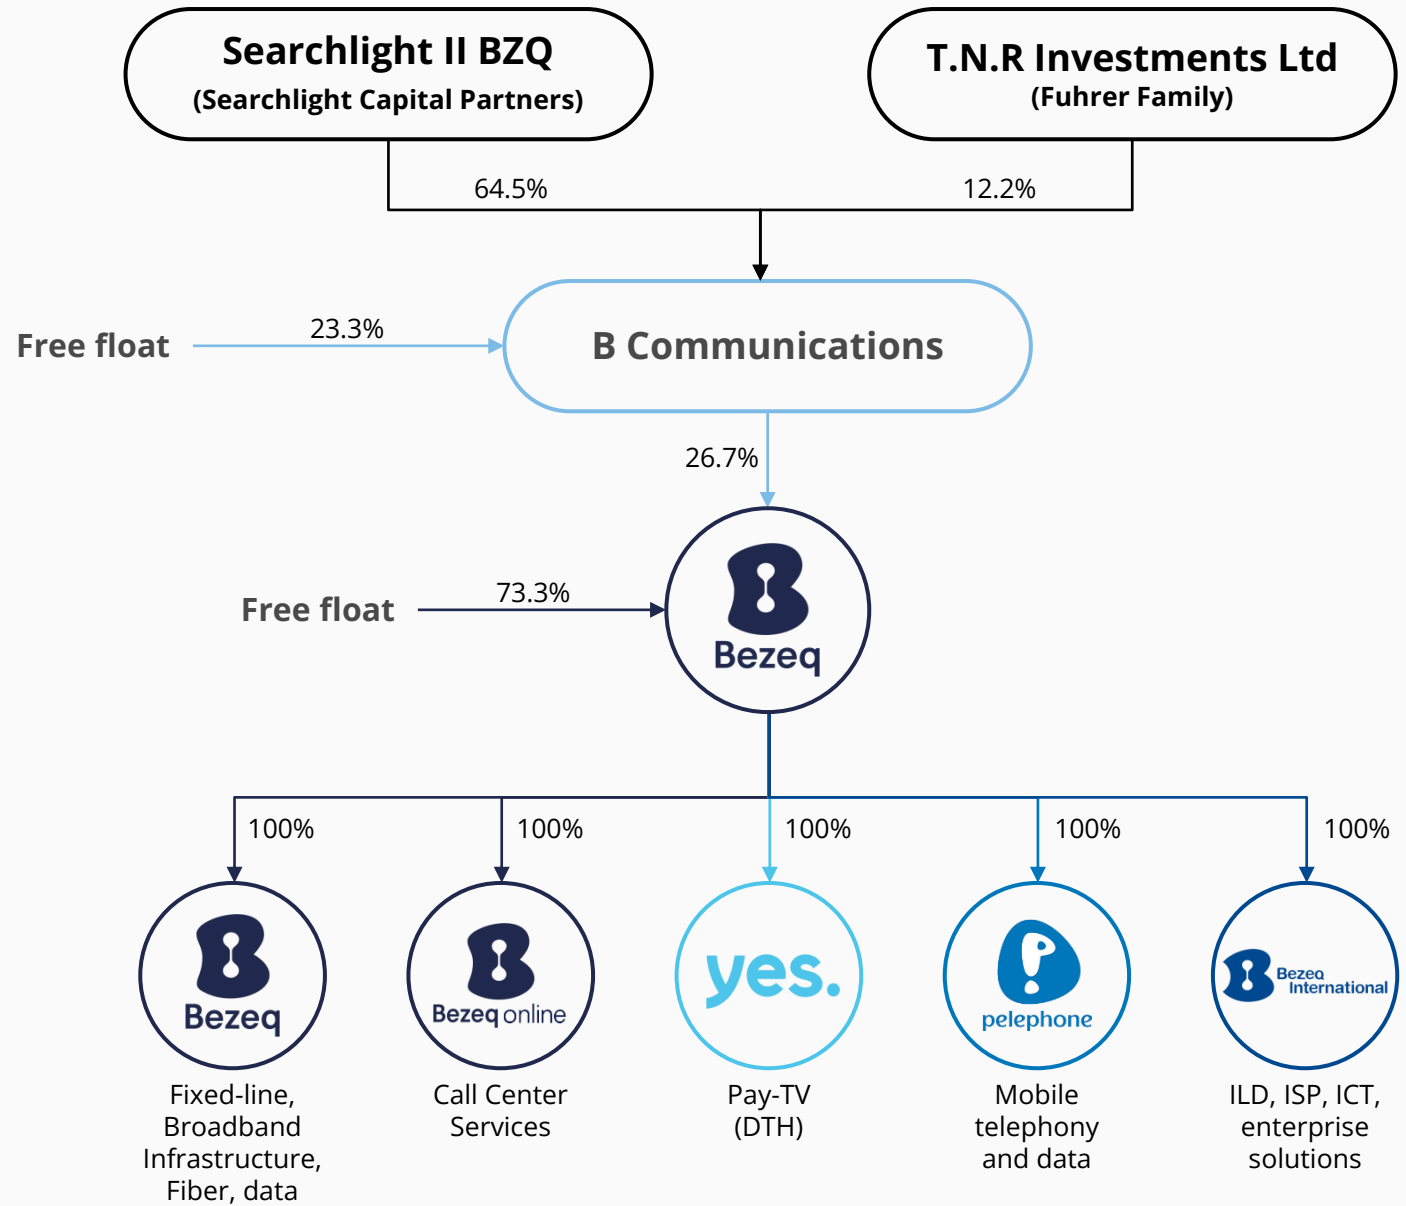 Searchlight II BZQ
(Searchlight Capital Partners)
T.N.R Investments Ltd
(Fuhrer Family)
64.5%
12.2%
Free float
23.3%
B Communications
26.7%
Free float
73.3%
Bezeq
100%
100%
100%
100%
100%
Bezeq
Bezeq online
yes.
pelephone
Bezeq
International
Fixed-line,
Broadband
Infrastructure,
Fiber, data
Call Center
Services
Pay-TV
(DTH)
Mobile
telephony
and data
ILD, ISP, ICT,
enterprise
solutions